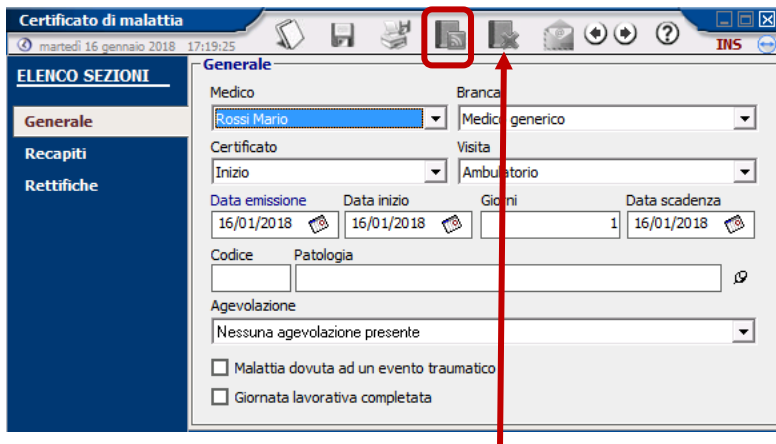 Certificato di malattia
martedì 16 gennaio 2018 17:19:25
?
INS
ELENCO SEZIONI
Generale
Recapiti
Rettifiche
Generale
Medico Branca
Rossi Mario Medico generico
Certificato Visita
Inizio Ambulatorio
Data emissione Data inizio Giorni Data scadenza
16/01/2018 16/01/2018 1 16/01/2018
Codice Patologia
Agevolazione
Nessuna agevolazione presente
Malattia dovuta ad un evento traumatico
Giornata lavorativa completata